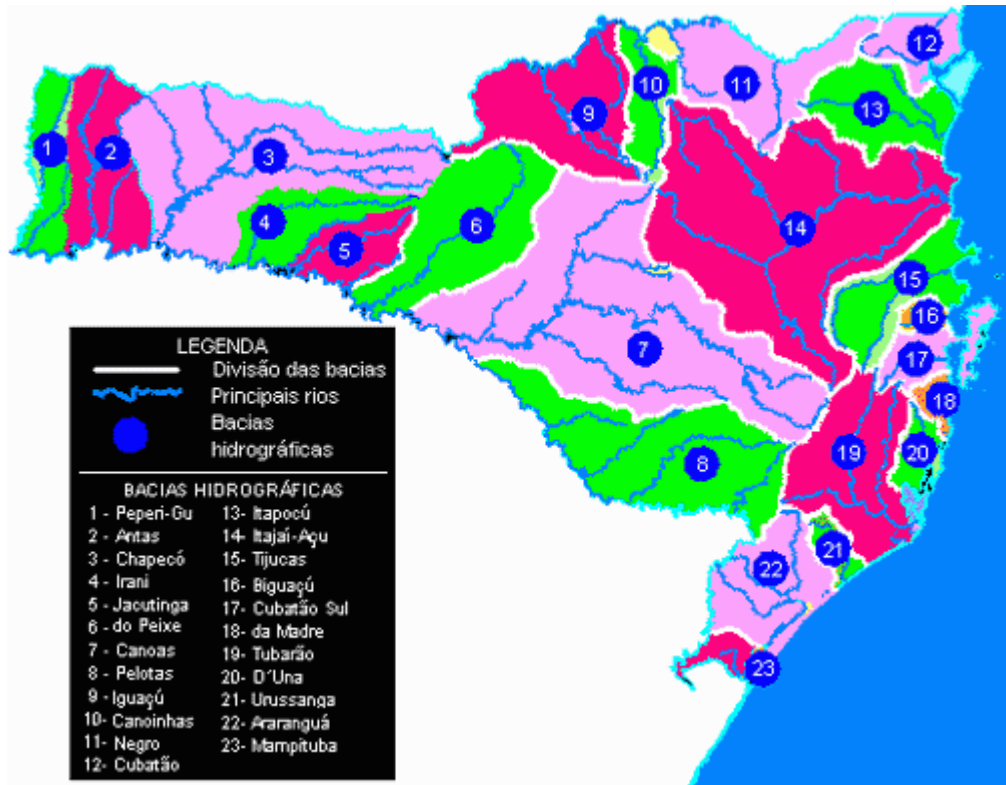 12
10
11
9
13
1
2
3
4
6
14
5
15
16
7
17
18
8
19
20
21
22
23
LEGENDA
Divisão das bacias
Principais rios
Bacias
hidrográficas
BACIAS HIDROGRÁFICAS
1 - Peperi-Gu
2 - Antas
3 - Chapecó
4 - Irani
5 - Jacutinga
6 - do Peixe
7 - Canoas
8 - Pelotas
9 - Iguaçú
10- Canoinhas
11- Negro
12- Cubatão
13- Itapocú
14- Itajaí-Açu
15- Tijucas
16- Biguaçú
17- Cubatão Sul
18- da Madre
19- Tubarão
20- D'Una
21- Urussanga
22- Araranguá
23- Mampituba